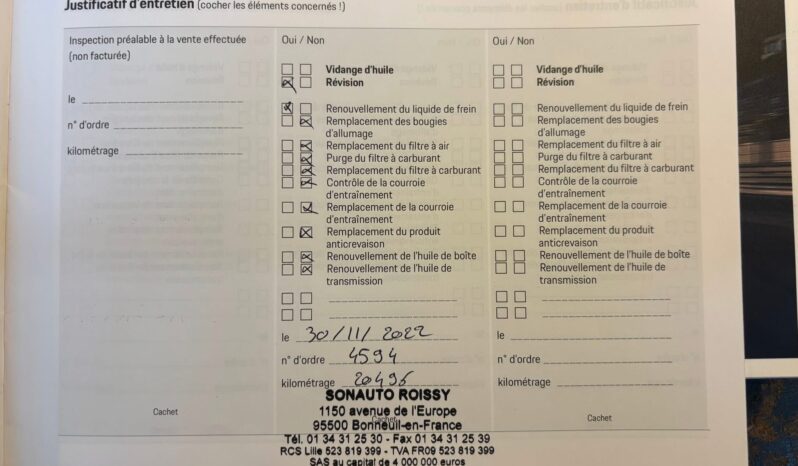 Justificatif d'entretien (cocher les éléments concernés !)
Inspection préalable à la vente effectuée
(non facturée)
le
n° d'ordre
kilométrage
Cachet
Oui / Non
Vidange d'huile
Révision
Renouvellement du liquide de frein
Remplacement des bougies
d'allumage
Remplacement du filtre à air
Purge du filtre à carburant
Remplacement du filtre à carburant
Contrôle de la courroie
d'entraînement
Remplacement de la courroie
d'entraînement
Remplacement du produit
anticrevaison
Renouvellement de l'huile de boîte
Renouvellement de l'huile de
transmission
le 30/11/2022
n° d'ordre 4594
kilométrage 20496
SONAUTO ROISSY
1150 avenue de l'Europe
Cachet
95500 Bonneuil-en-France
Tél. 01 34 31 25 30 - Fax 01 34 31 25 39
RCS Lille 523 819 399 - TVA FR09 523 819 399
SAS au capital de 4 000 000 euros
Oui / Non
Vidange d'huile
Révision
Renouvellement du liquide de frein
Remplacement des bougies
d'allumage
Remplacement du filtre à air
Purge du filtre à carburant
Remplacement du filtre à carburant
Contrôle de la courroie
d'entraînement
Remplacement de la courroie
d'entraînement
Remplacement du produit
anticrevaison
Renouvellement de l'huile de boîte
Renouvellement de l'huile de
transmission
le
n° d'ordre
kilométrage
Cachet